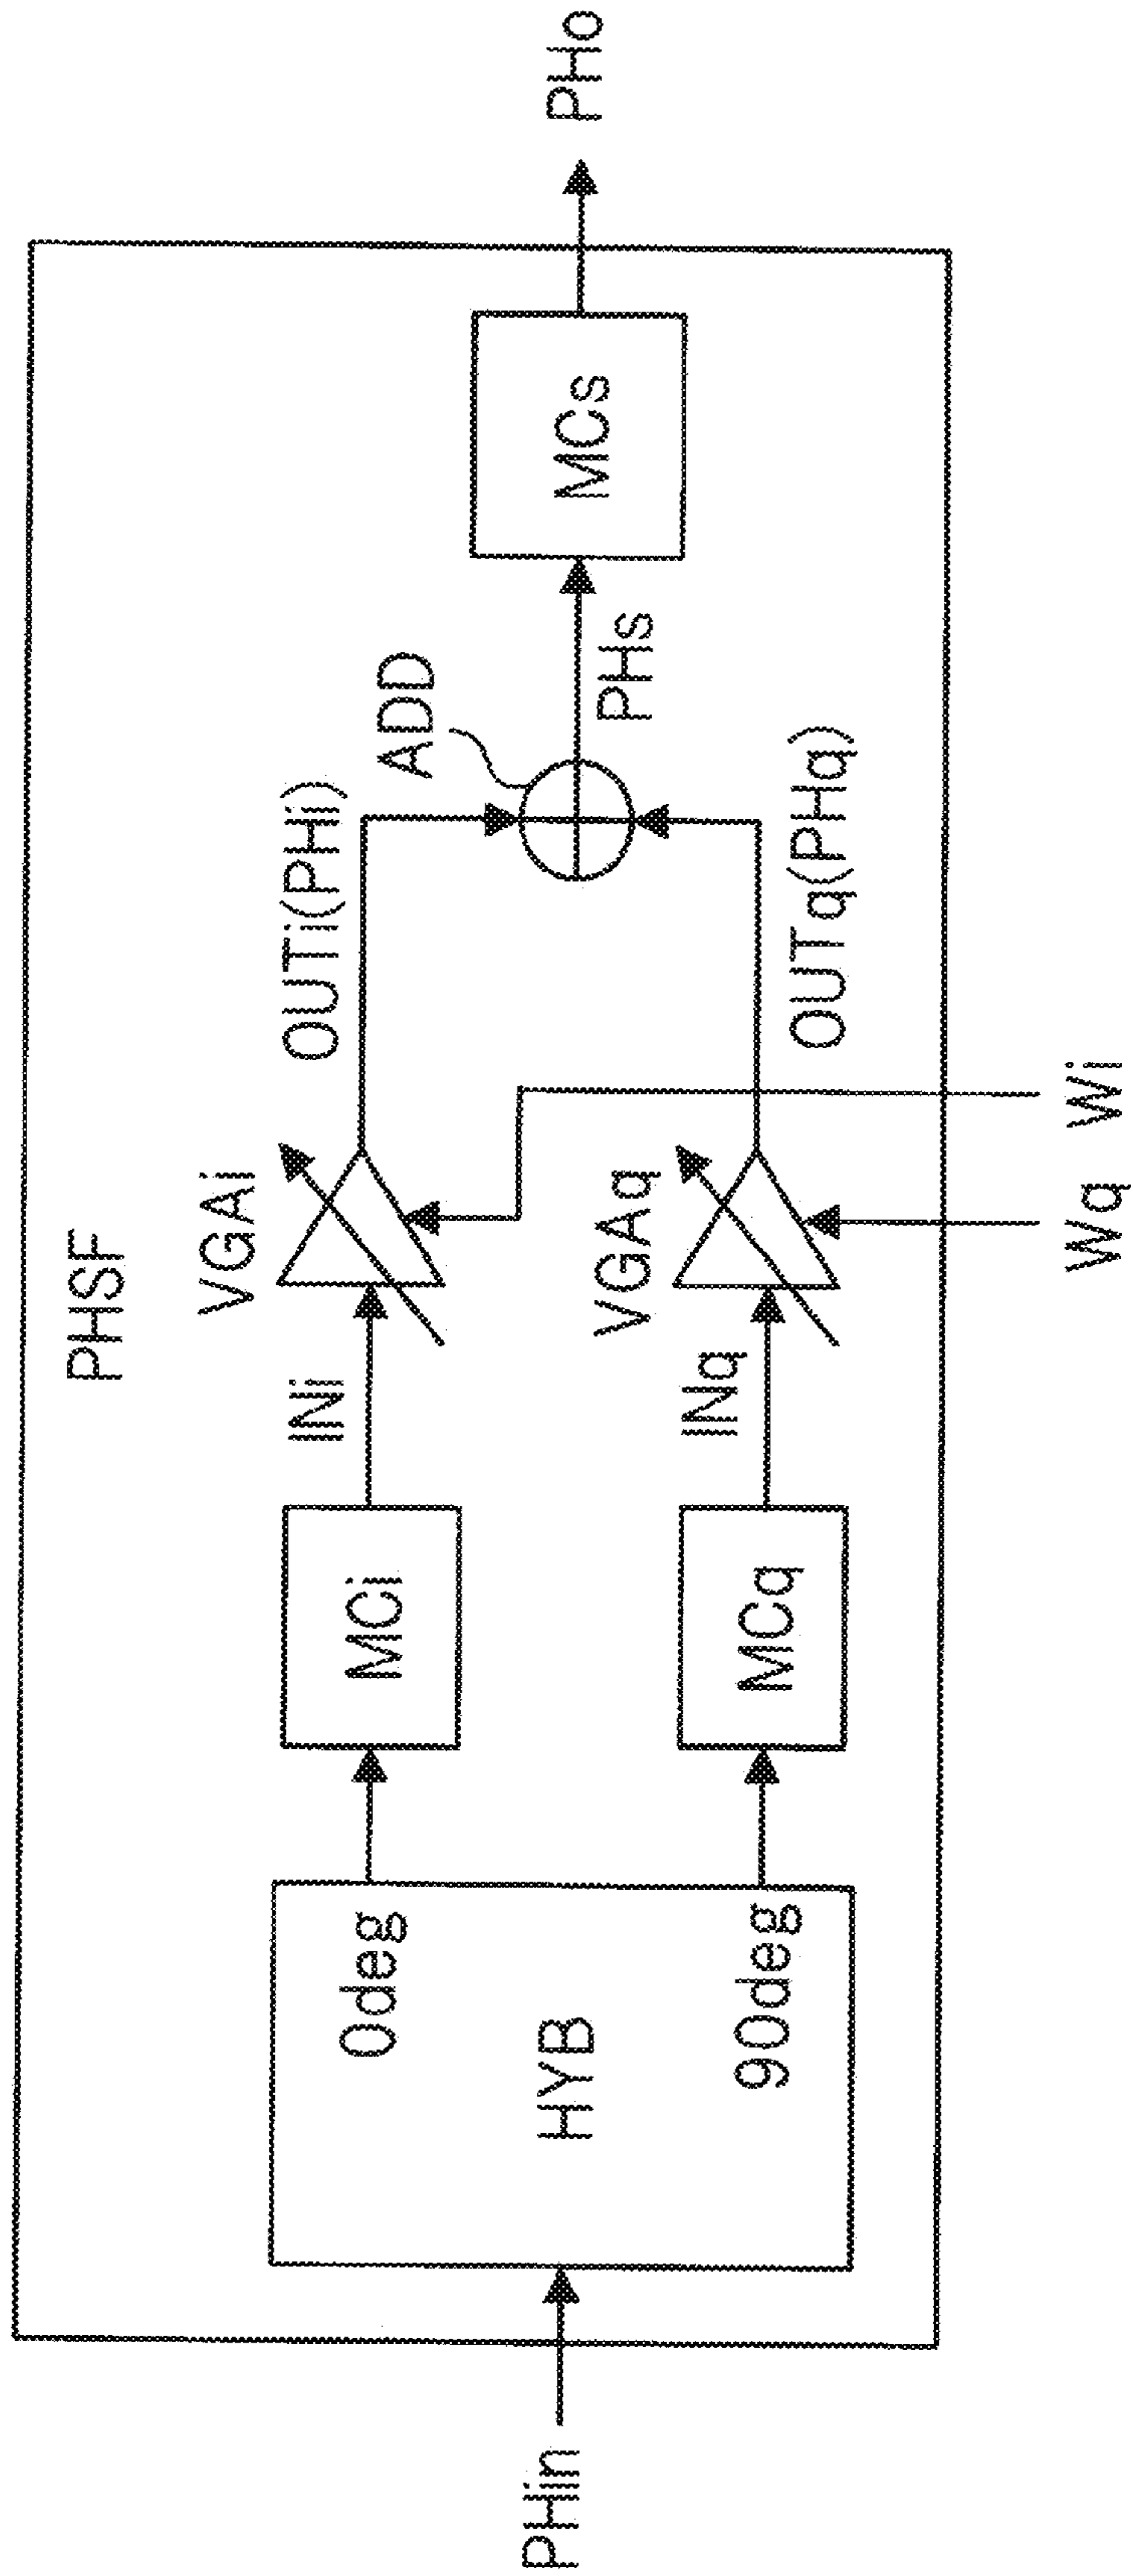 PHSF
PHin
HYB
0deg
90deg
MCi
MCq
INi
INq
VGAi
VGAq
OUTi(PHi)
OUTq(PHq)
ADD
PHs
MCs
PHo
Wq
Wi